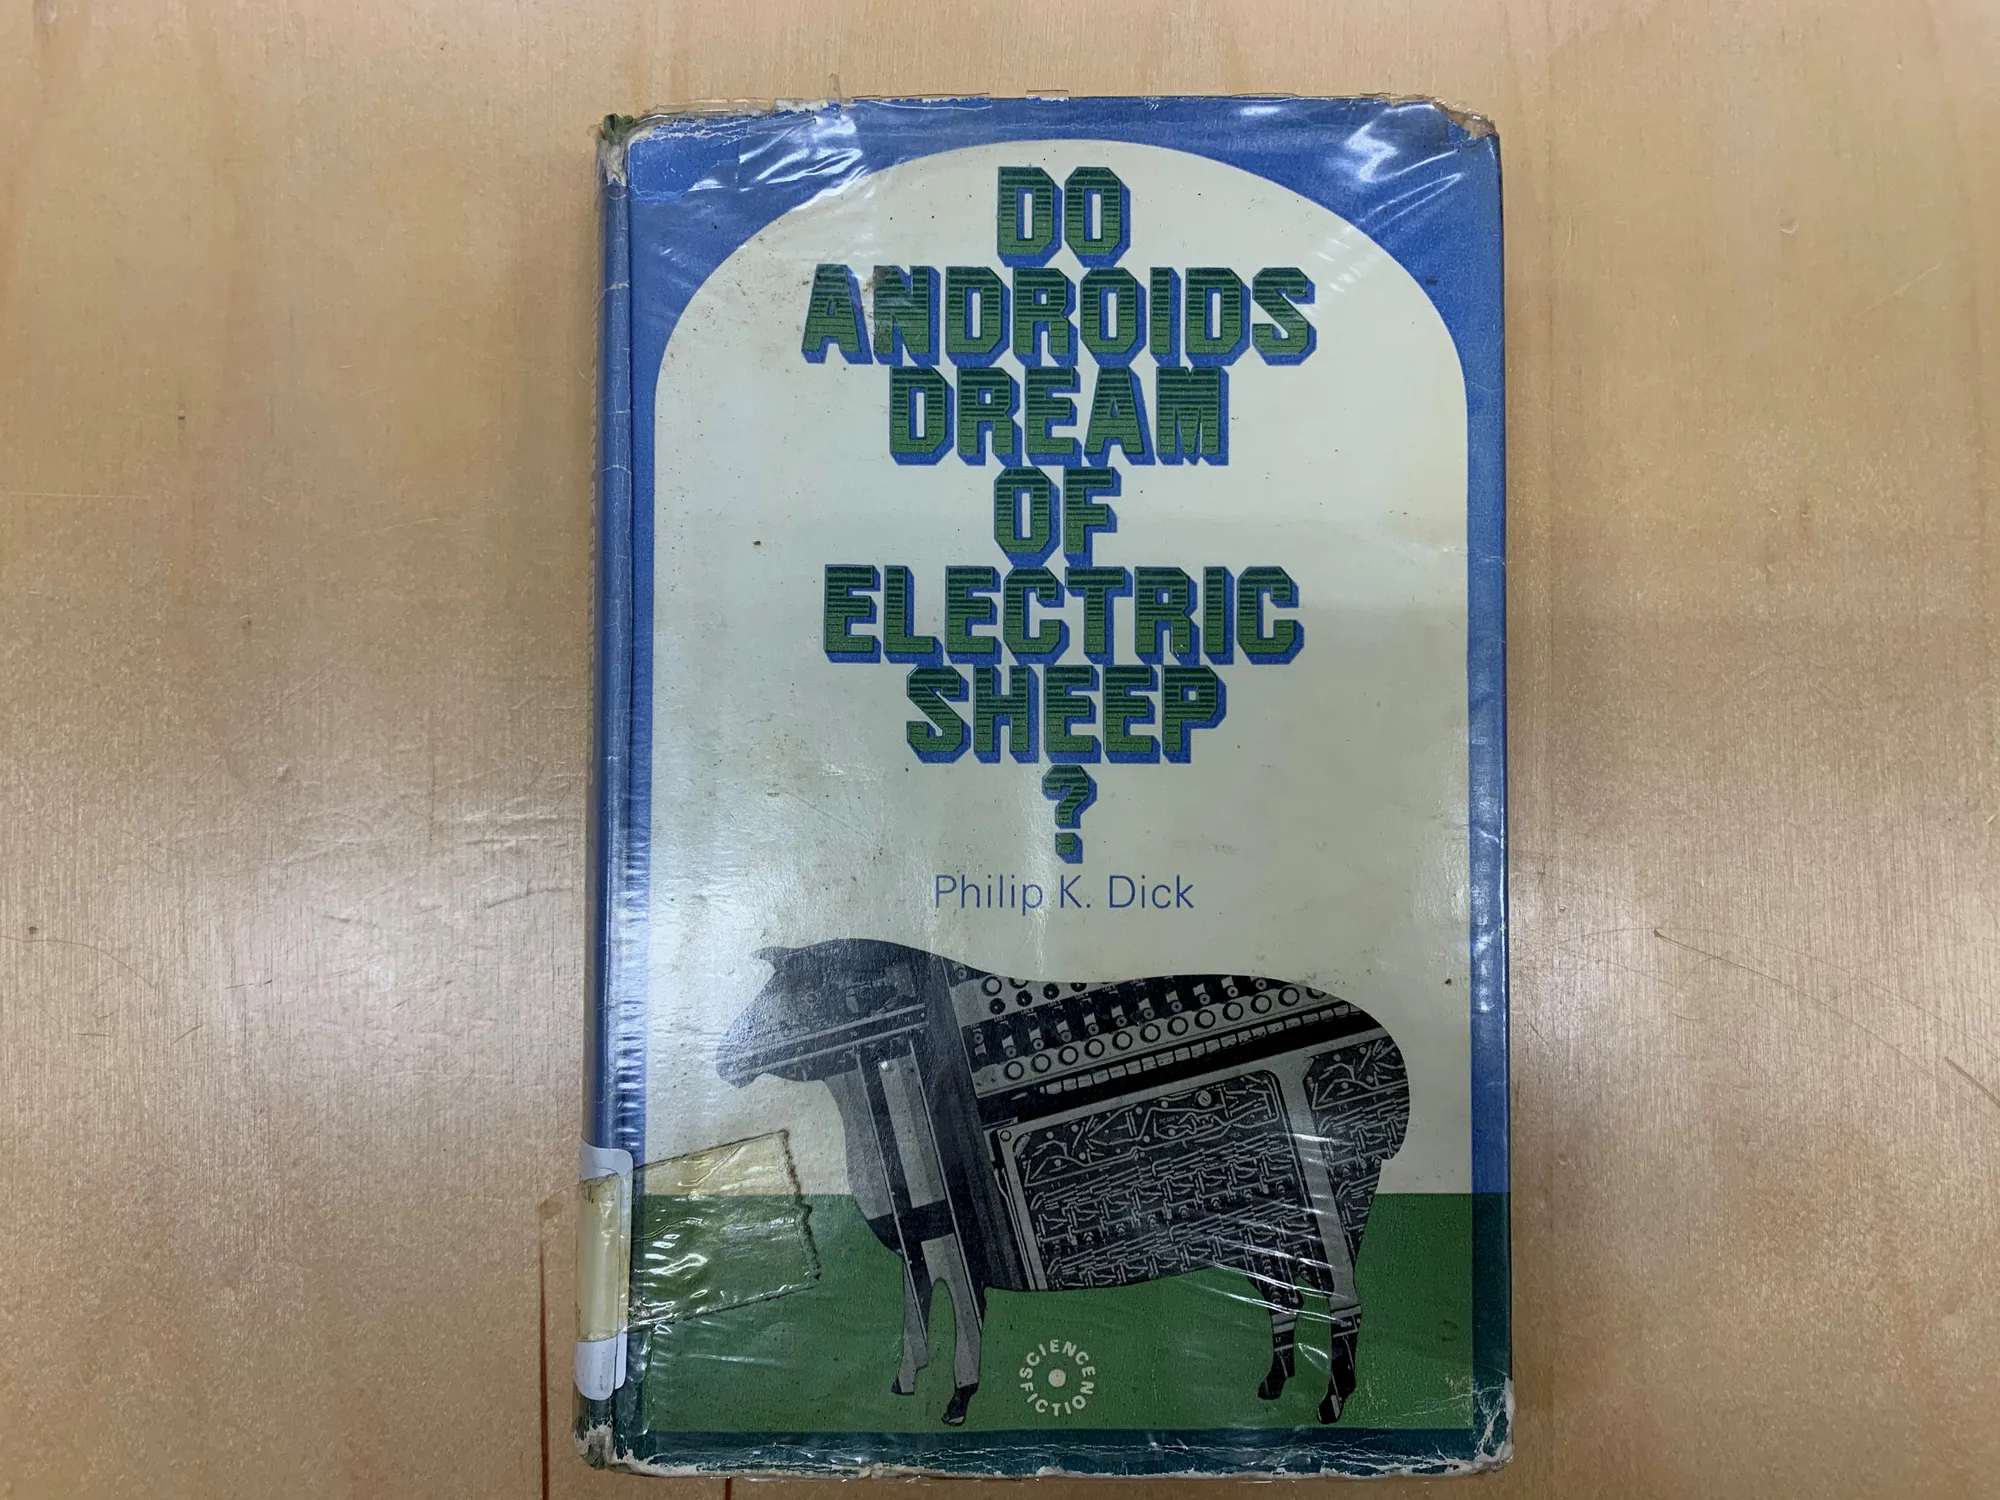 DO
ANDROIDS
DREAM
OF
ELECTRIC
SHEEP
?
Philip K. Dick
SCIENCE
FICTION